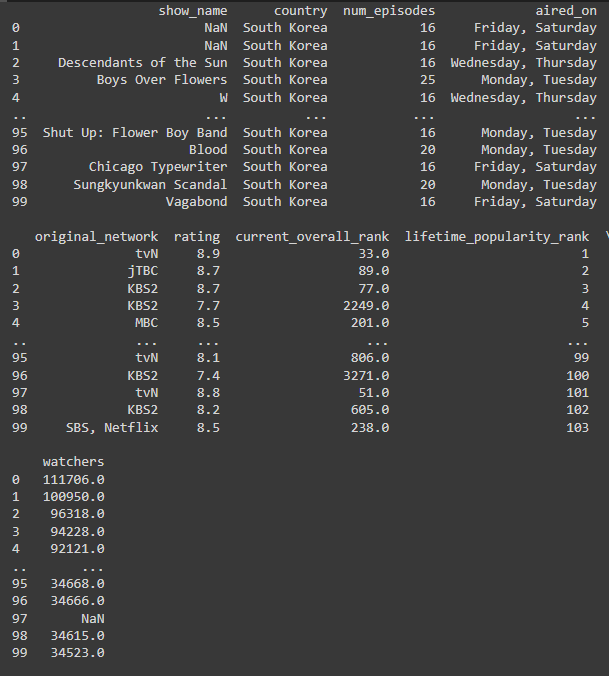 show_name      country  num_episodes             aired_on
0                        NaN  South Korea            16     Friday, Saturday
1                        NaN  South Korea            16     Friday, Saturday
2     Descendants of the Sun  South Korea            16  Wednesday, Thursday
3           Boys Over Flowers  South Korea            25      Monday, Tuesday
4                          W  South Korea            16  Wednesday, Thursday
..                       ...          ...           ...                  ...
95  Shut Up: Flower Boy Band  South Korea            16      Monday, Tuesday
96                     Blood  South Korea            20      Monday, Tuesday
97        Chicago Typewriter  South Korea            16     Friday, Saturday
98      Sungkyunkwan Scandal  South Korea            20      Monday, Tuesday
99                  Vagabond  South Korea            16     Friday, Saturday
   original_network  rating  current_overall_rank  lifetime_popularity_rank  \
0               tvN     8.9                  33.0                         1
1              jTBC     8.7                  89.0                         2
2              KBS2     8.7                  77.0                         3
3              KBS2     7.7                2249.0                         4
4               MBC     8.5                 201.0                         5
..              ...     ...                   ...                       ...
95              tvN     8.1                 806.0                        99
96             KBS2     7.4                3271.0                       100
97              tvN     8.8                  51.0                       101
98             KBS2     8.2                 605.0                       102
99     SBS, Netflix     8.5                 238.0                       103
    watchers
0   111706.0
1   100950.0
2    96318.0
3    94228.0
4    92121.0
..       ...
95   34668.0
96   34666.0
97       NaN
98   34615.0
99   34523.0